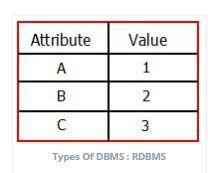 Attribute Value
A 1
B 2
C 3
Types Of DBMS : RDBMS